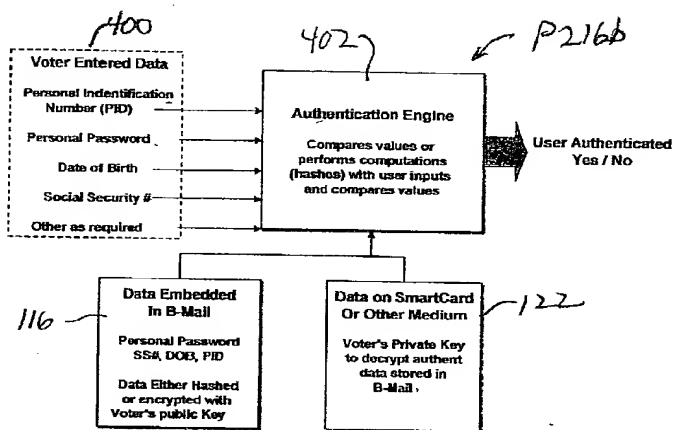 400
402
P216b
Voter Entered Data
Personal Indentification
Number (PID)
Personal Password
Date of Birth
Social Security #
Other as required
Authentication Engine
Compares values or
performs computations
(hashes) with user inputs
and compares values
User Authenticated
Yes / No
116
Data Embedded
In B-Mail
Personal Password
SS#, DOB, PID
Data Either Hashed
or encrypted with
Voter's public Key
Data on SmartCard
Or Other Medium
Voter's Private Key
to decrypt authent
data stored in
B-Mail.
122